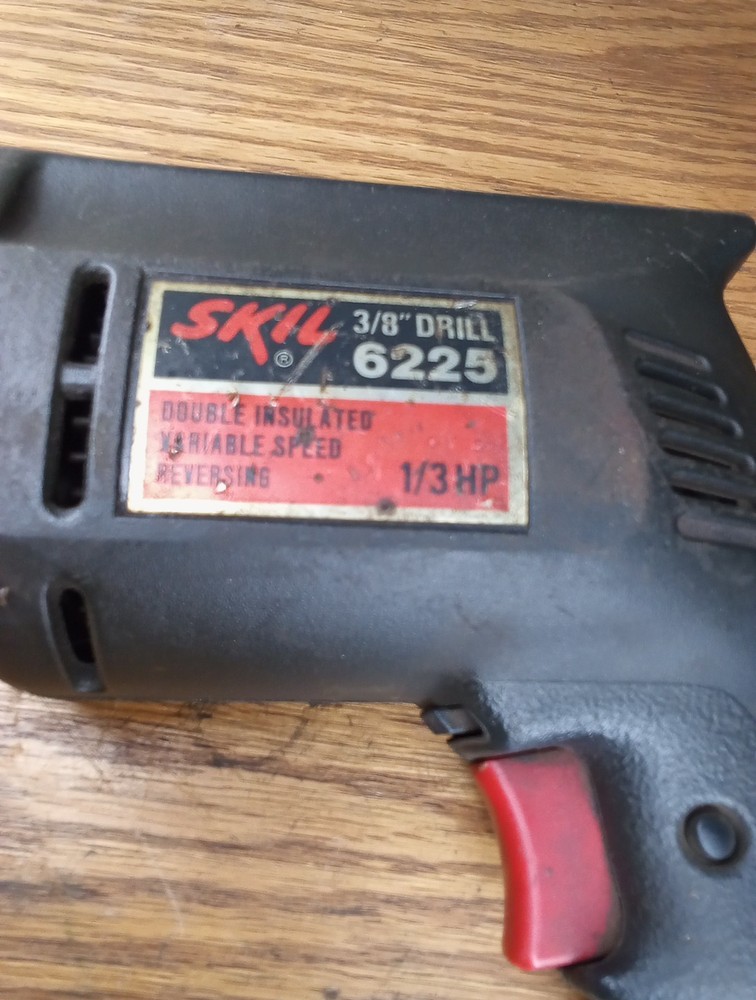 SKIL®
3/8" DRILL
6225
DOUBLE INSULATED
VARIABLE SPEED
REVERSING
1/3 HP